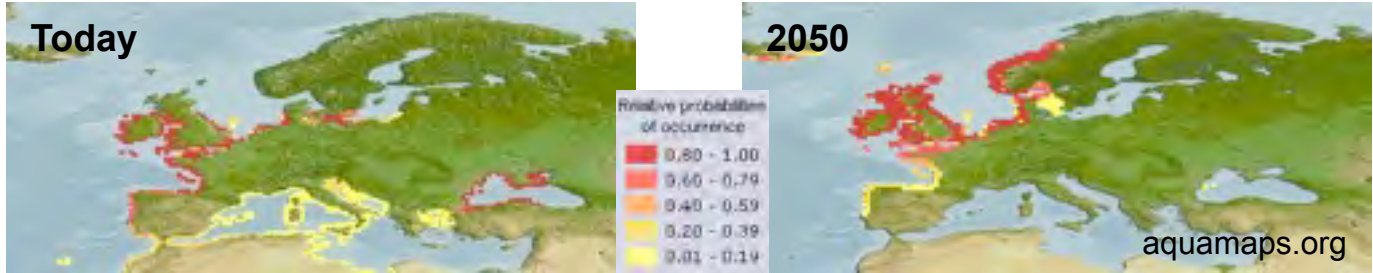 Today
2050
Relative probabilities
of occurrence
0.80 - 1.00
0.60 - 0.79
0.40 - 0.59
0.20 - 0.39
0.01 - 0.19
aquamaps.org